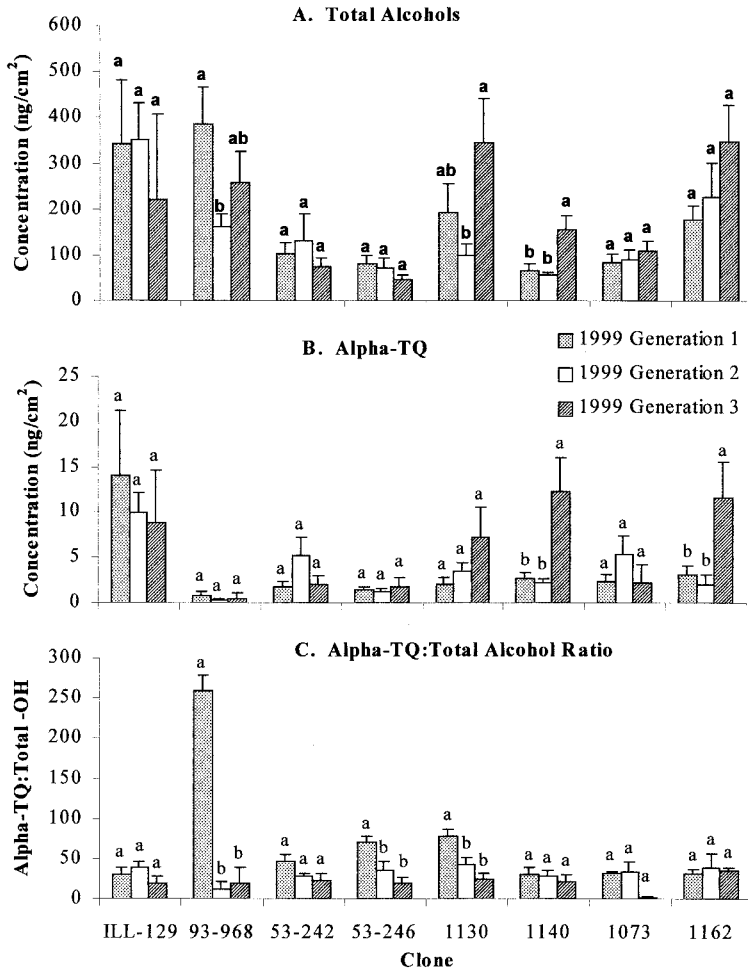 A. Total Alcohols
Concentration (ng/cm²)
600
500
400
300
200
100
0
a a a a b ab a a a a a a ab b a b b a a a a a a a
B. Alpha-TQ
1999 Generation 1
1999 Generation 2
1999 Generation 3
Concentration (ng/cm²)
25
20
15
10
5
0
a a a a a a a a a a a a a a a b b a a a a b b a
C. Alpha-TQ:Total Alcohol Ratio
Alpha-TQ:Total -OH
300
250
200
150
100
50
0
a a a a b b a a a a b b a b b a a a a a a a a a
ILL-129 93-968 53-242 53-246 1130 1140 1073 1162
Clone